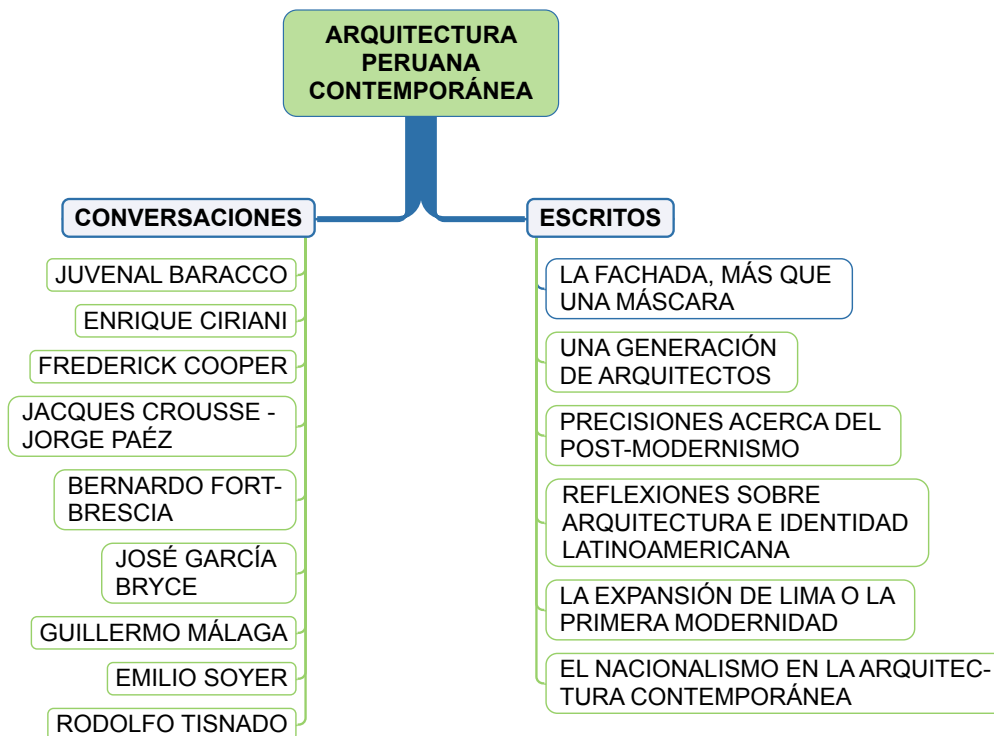 ARQUITECTURA
PERUANA
CONTEMPORÁNEA
CONVERSACIONES
JUVENAL BARACCO
ENRIQUE CIRIANI
FREDERICK COOPER
JACQUES CROUSSE -
JORGE PAÉZ
BERNARDO FORT-
BRESCIA
JOSÉ GARCÍA
BRYCE
GUILLERMO MÁLAGA
EMILIO SOYER
RODOLFO TISNADO
ESCRITOS
LA FACHADA, MÁS QUE
UNA MÁSCARA
UNA GENERACIÓN
DE ARQUITECTOS
PRECISIONES ACERCA DEL
POST-MODERNISMO
REFLEXIONES SOBRE
ARQUITECTURA E IDENTIDAD
LATINOAMERICANA
LA EXPANSIÓN DE LIMA O LA
PRIMERA MODERNIDAD
EL NACIONALISMO EN LA ARQUITEC-
TURA CONTEMPORÁNEA